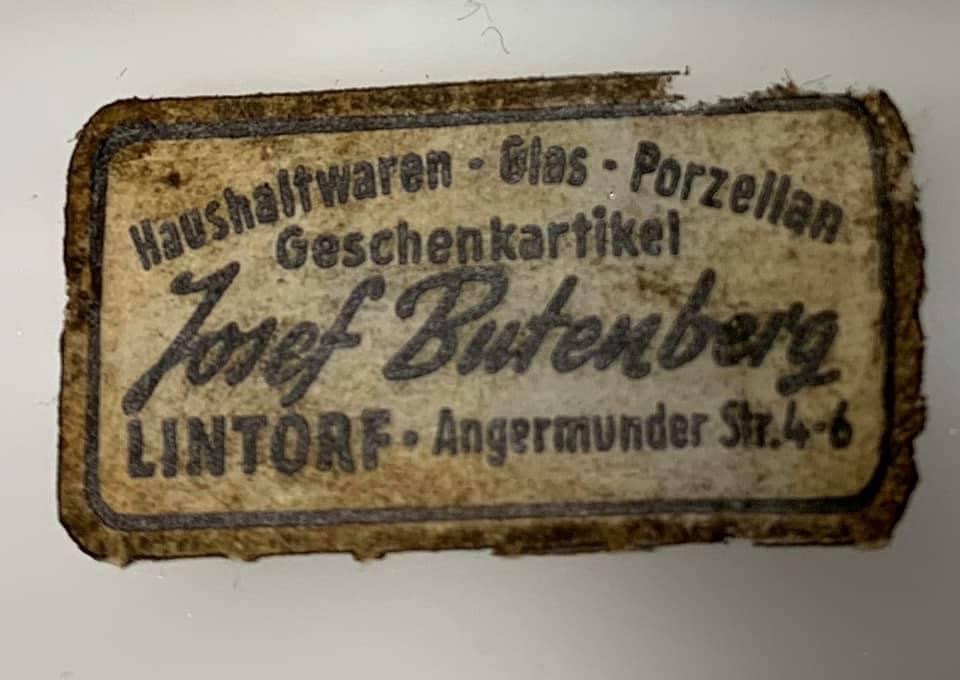 Haushaltwaren - Glas - Porzellan
Geschenkartikel
Josef Butenberg
LINTORF · Angermunder Str. 4-6